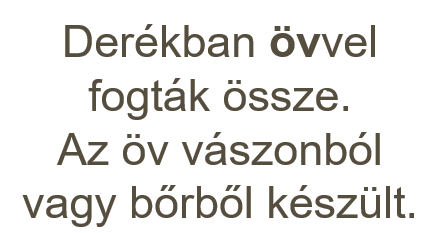 Derékban övvel
fogták össze.
Az öv vászonból
vagy bőrből készült.